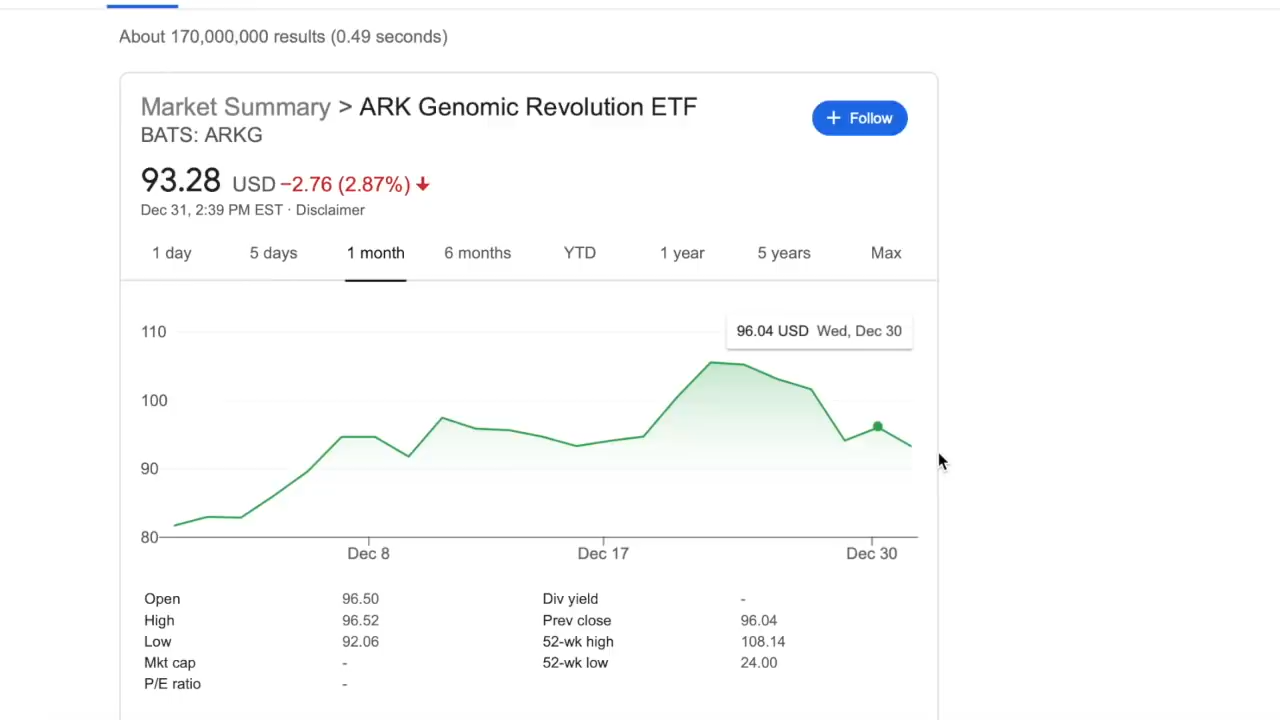 About 170,000,000 results (0.49 seconds)
Market Summary > ARK Genomic Revolution ETF
BATS: ARKG
+ Follow
93.28 USD −2.76 (2.87%) ↓
Dec 31, 2:39 PM EST · Disclaimer
1 day 5 days 1 month 6 months YTD 1 year 5 years Max
96.04 USD Wed, Dec 30
110
100
90
80
Dec 8 Dec 17 Dec 30
Open 96.50 Div yield -
High 96.52 Prev close 96.04
Low 92.06 52-wk high 108.14
Mkt cap - 52-wk low 24.00
P/E ratio -